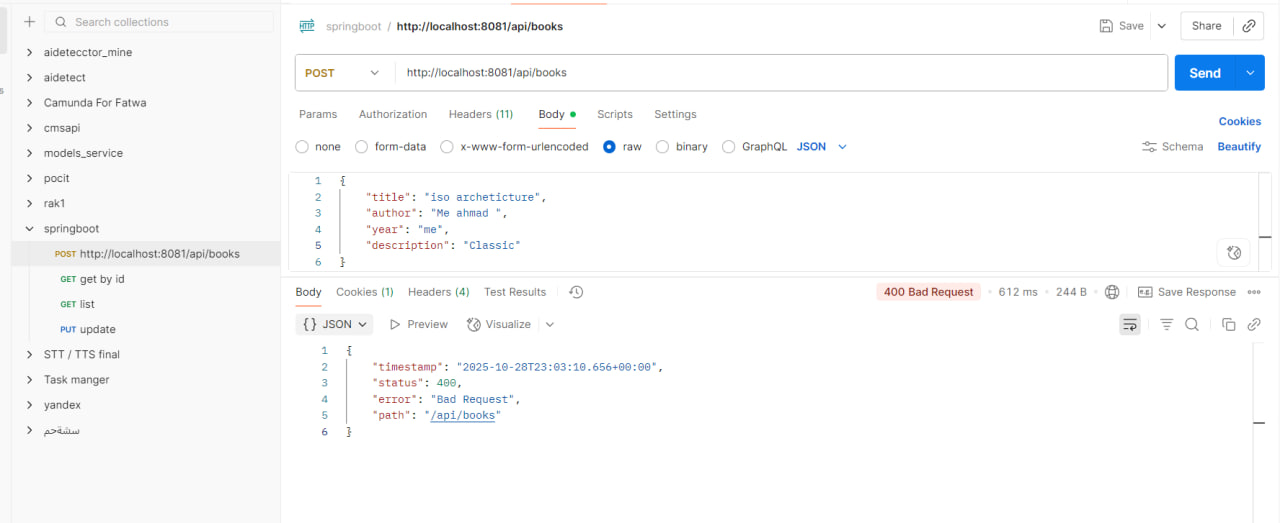 Search collections
aidetecctor_mine
aidetect
Camunda For Fatwa
cmsapi
models_service
pocit
rak1
springboot
POST http://localhost:8081/api/books
GET get by id
GET list
PUT update
STT / TTS final
Task manger
yandex
سشةحم
HTTP springboot / http://localhost:8081/api/books Save Share
POST http://localhost:8081/api/books Send
Params Authorization Headers (11) Body Scripts Settings
Cookies
none form-data x-www-form-urlencoded raw binary GraphQL JSON Schema Beautify
1 {
2 "title": "iso archeticture",
3 "author": "Me ahmad ",
4 "year": "me",
5 "description": "Classic"
6 }
Body Cookies (1) Headers (4) Test Results 400 Bad Request • 612 ms • 244 B Save Response
{} JSON Preview Visualize
1 {
2 "timestamp": "2025-10-28T23:03:10.656+00:00",
3 "status": 400,
4 "error": "Bad Request",
5 "path": "/api/books"
6 }